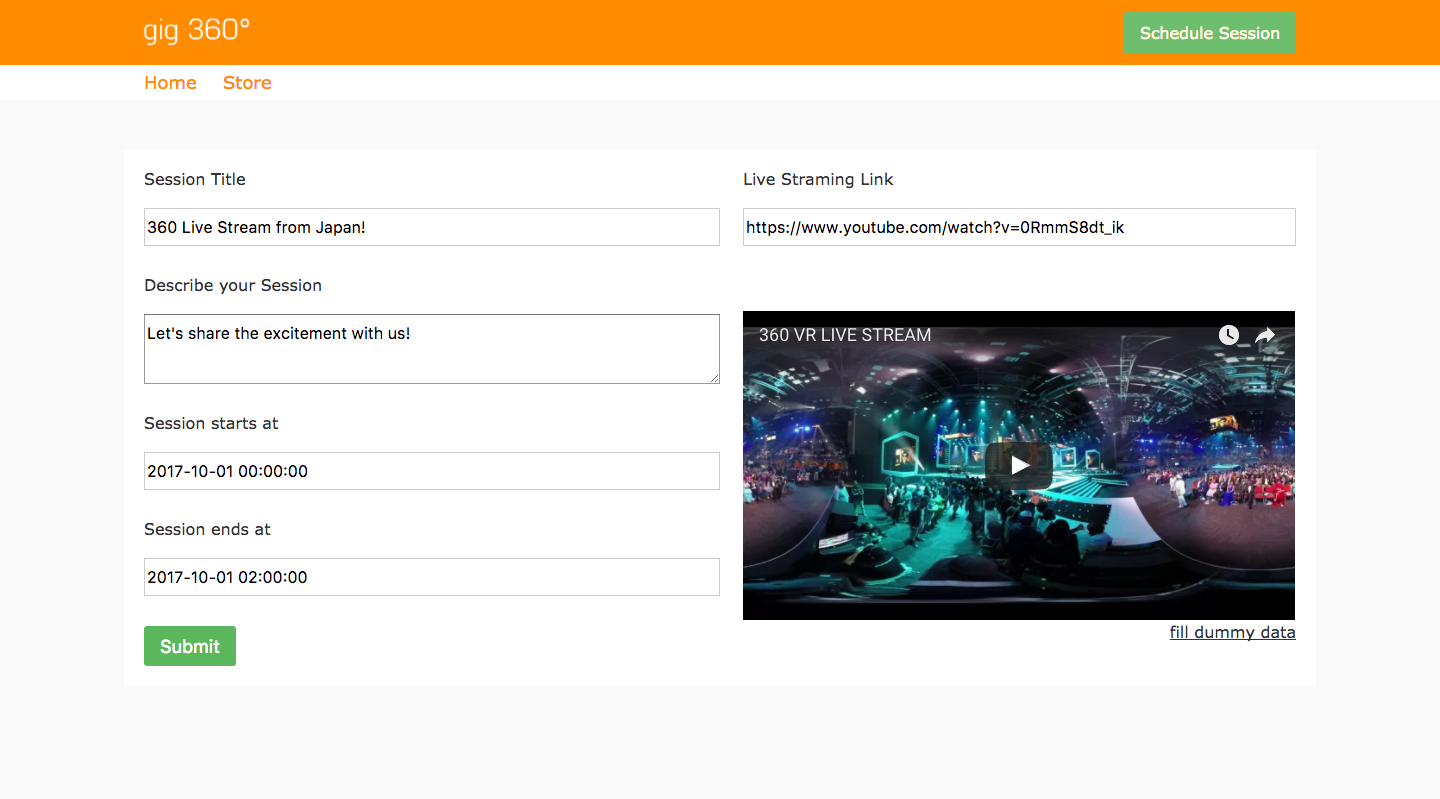 gig 360°
Schedule Session
Home Store
Session Title
360 Live Stream from Japan!
Describe your Session
Let's share the excitement with us!
Session starts at
2017-10-01 00:00:00
Session ends at
2017-10-01 02:00:00
Submit
Live Straming Link
https://www.youtube.com/watch?v=0RmmS8dt_ik
360 VR LIVE STREAM
fill dummy data